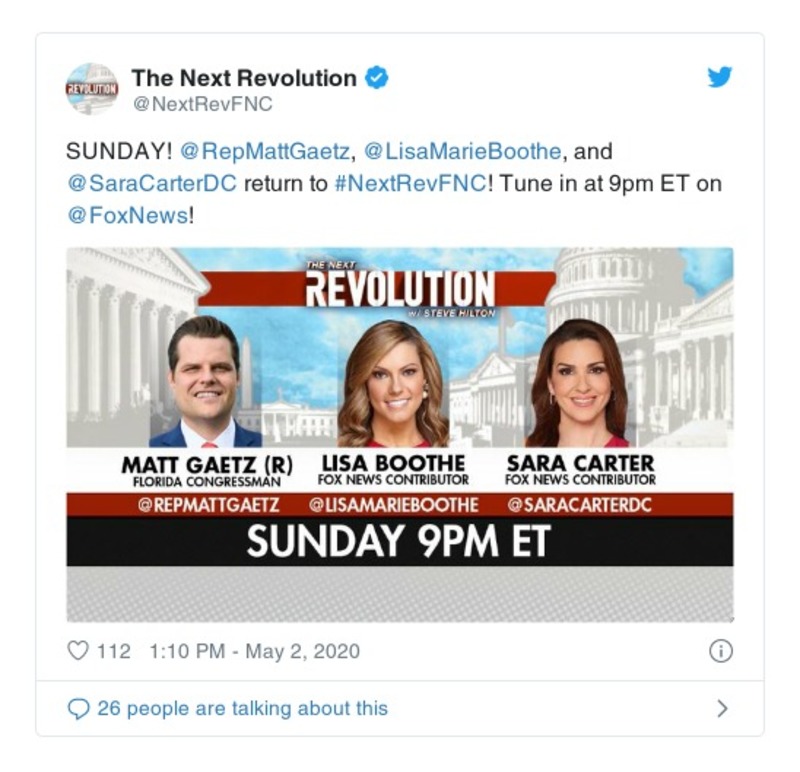 The Next Revolution
@NextRevFNC
REVOLUTION
SUNDAY! @RepMattGaetz, @LisaMarieBoothe, and
@SaraCarterDC return to #NextRevFNC! Tune in at 9pm ET on
@FoxNews!
THE NEXT
REVOLUTION
w/ STEVE HILTON
MATT GAETZ (R) LISA BOOTHE SARA CARTER
FLORIDA CONGRESSMAN FOX NEWS CONTRIBUTOR FOX NEWS CONTRIBUTOR
@REPMATTGAETZ @LISAMARIEBOOTHE @SARACARTERDC
SUNDAY 9PM ET
112 1:10 PM - May 2, 2020
26 people are talking about this